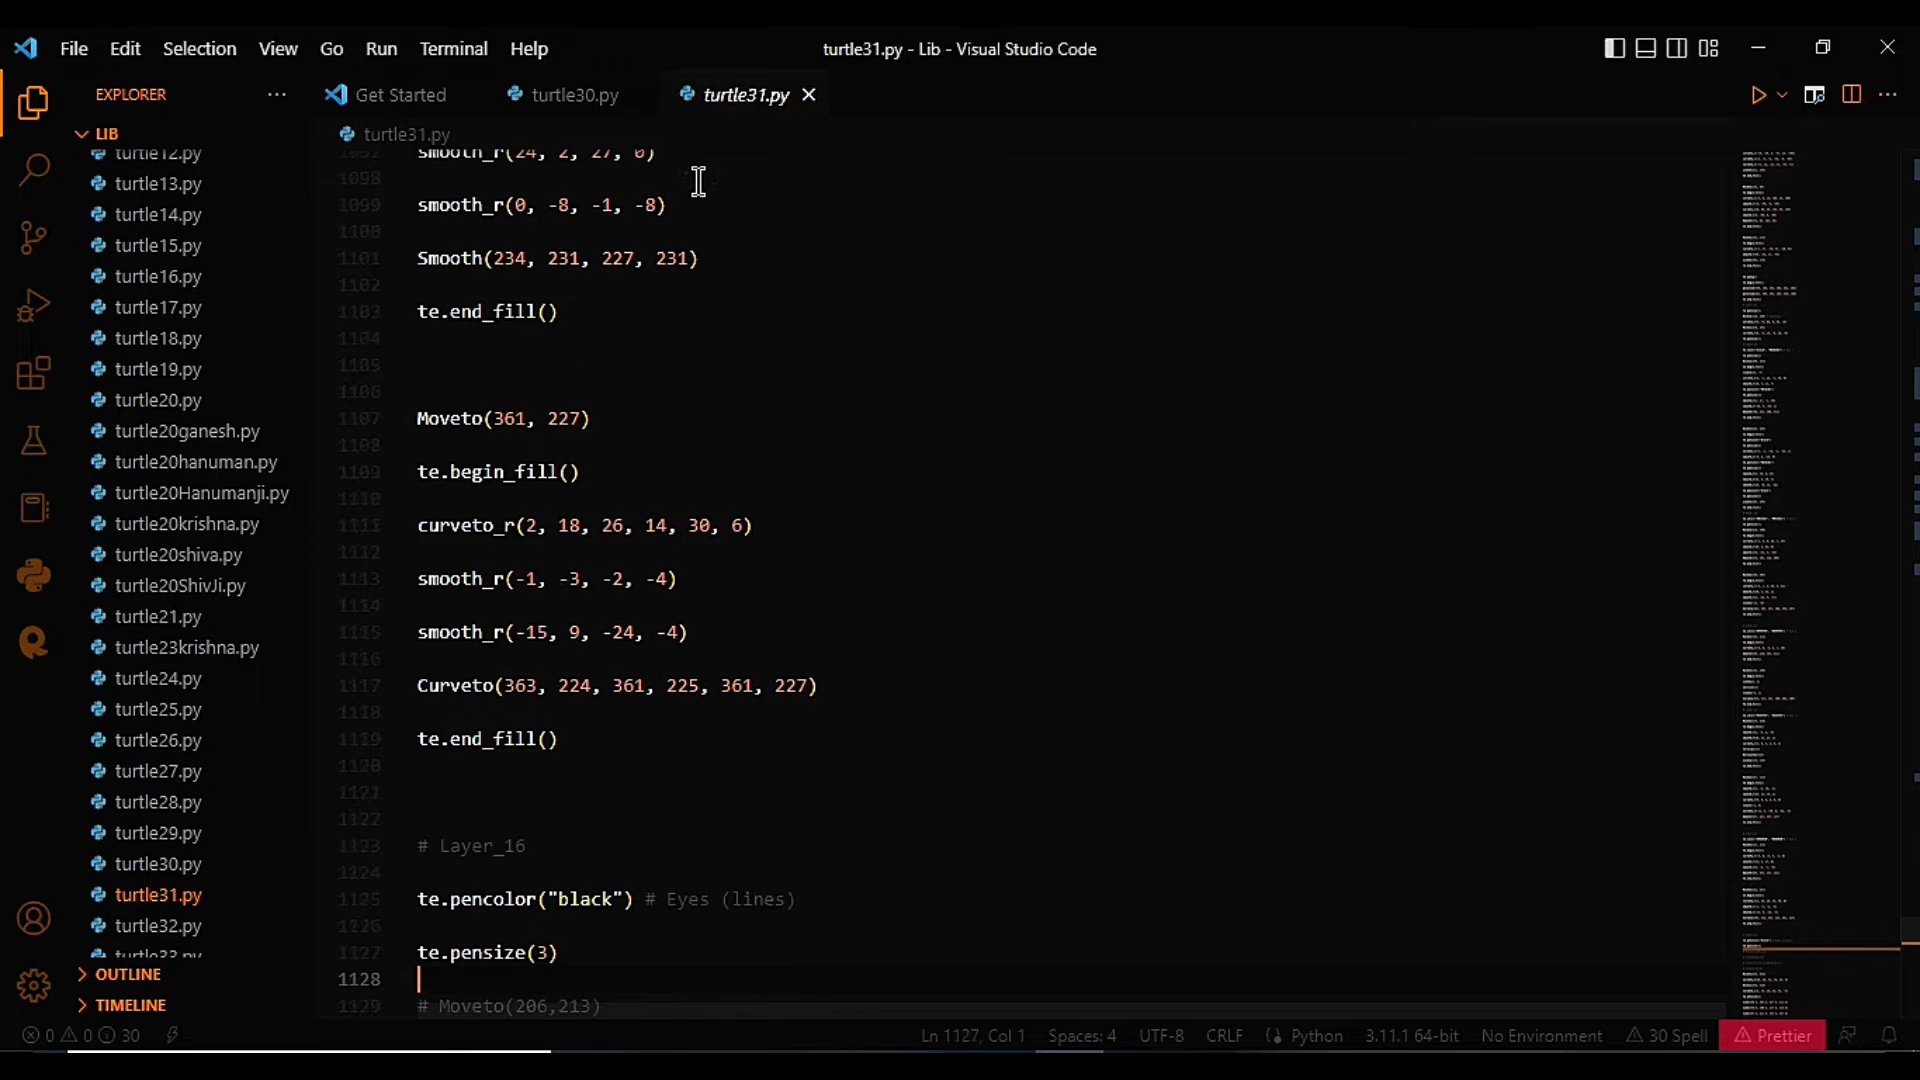 File Edit Selection View Go Run Terminal Help
turtle31.py - Lib - Visual Studio Code
EXPLORER
Get Started
turtle30.py
turtle31.py
LIB
turtle31.py
turtle12.py
turtle13.py
turtle14.py
turtle15.py
turtle16.py
turtle17.py
turtle18.py
turtle19.py
turtle20.py
turtle20ganesh.py
turtle20hanuman.py
turtle20Hanumanji.py
turtle20krishna.py
turtle20shiva.py
turtle20ShivJi.py
turtle21.py
turtle23krishna.py
turtle24.py
turtle25.py
turtle26.py
turtle27.py
turtle28.py
turtle29.py
turtle30.py
turtle31.py
turtle32.py
turtle33.py
OUTLINE
TIMELINE
smooth_r(24, 2, 27, 0)
1098
1099 smooth_r(0, -8, -1, -8)
1100
1101 Smooth(234, 231, 227, 231)
1102
1103 te.end_fill()
1104
1105
1106
1107 Moveto(361, 227)
1108
1109 te.begin_fill()
1110
1111 curveto_r(2, 18, 26, 14, 30, 6)
1112
1113 smooth_r(-1, -3, -2, -4)
1114
1115 smooth_r(-15, 9, -24, -4)
1116
1117 Curveto(363, 224, 361, 225, 361, 227)
1118
1119 te.end_fill()
1120
1121
1122
1123 # Layer_16
1124
1125 te.pencolor("black") # Eyes (lines)
1126
1127 te.pensize(3)
1128
1129 # Moveto(206,213)
0 0 30
Ln 1127, Col 1 Spaces: 4 UTF-8 CRLF Python 3.11.1 64-bit No Environment 30 Spell Prettier